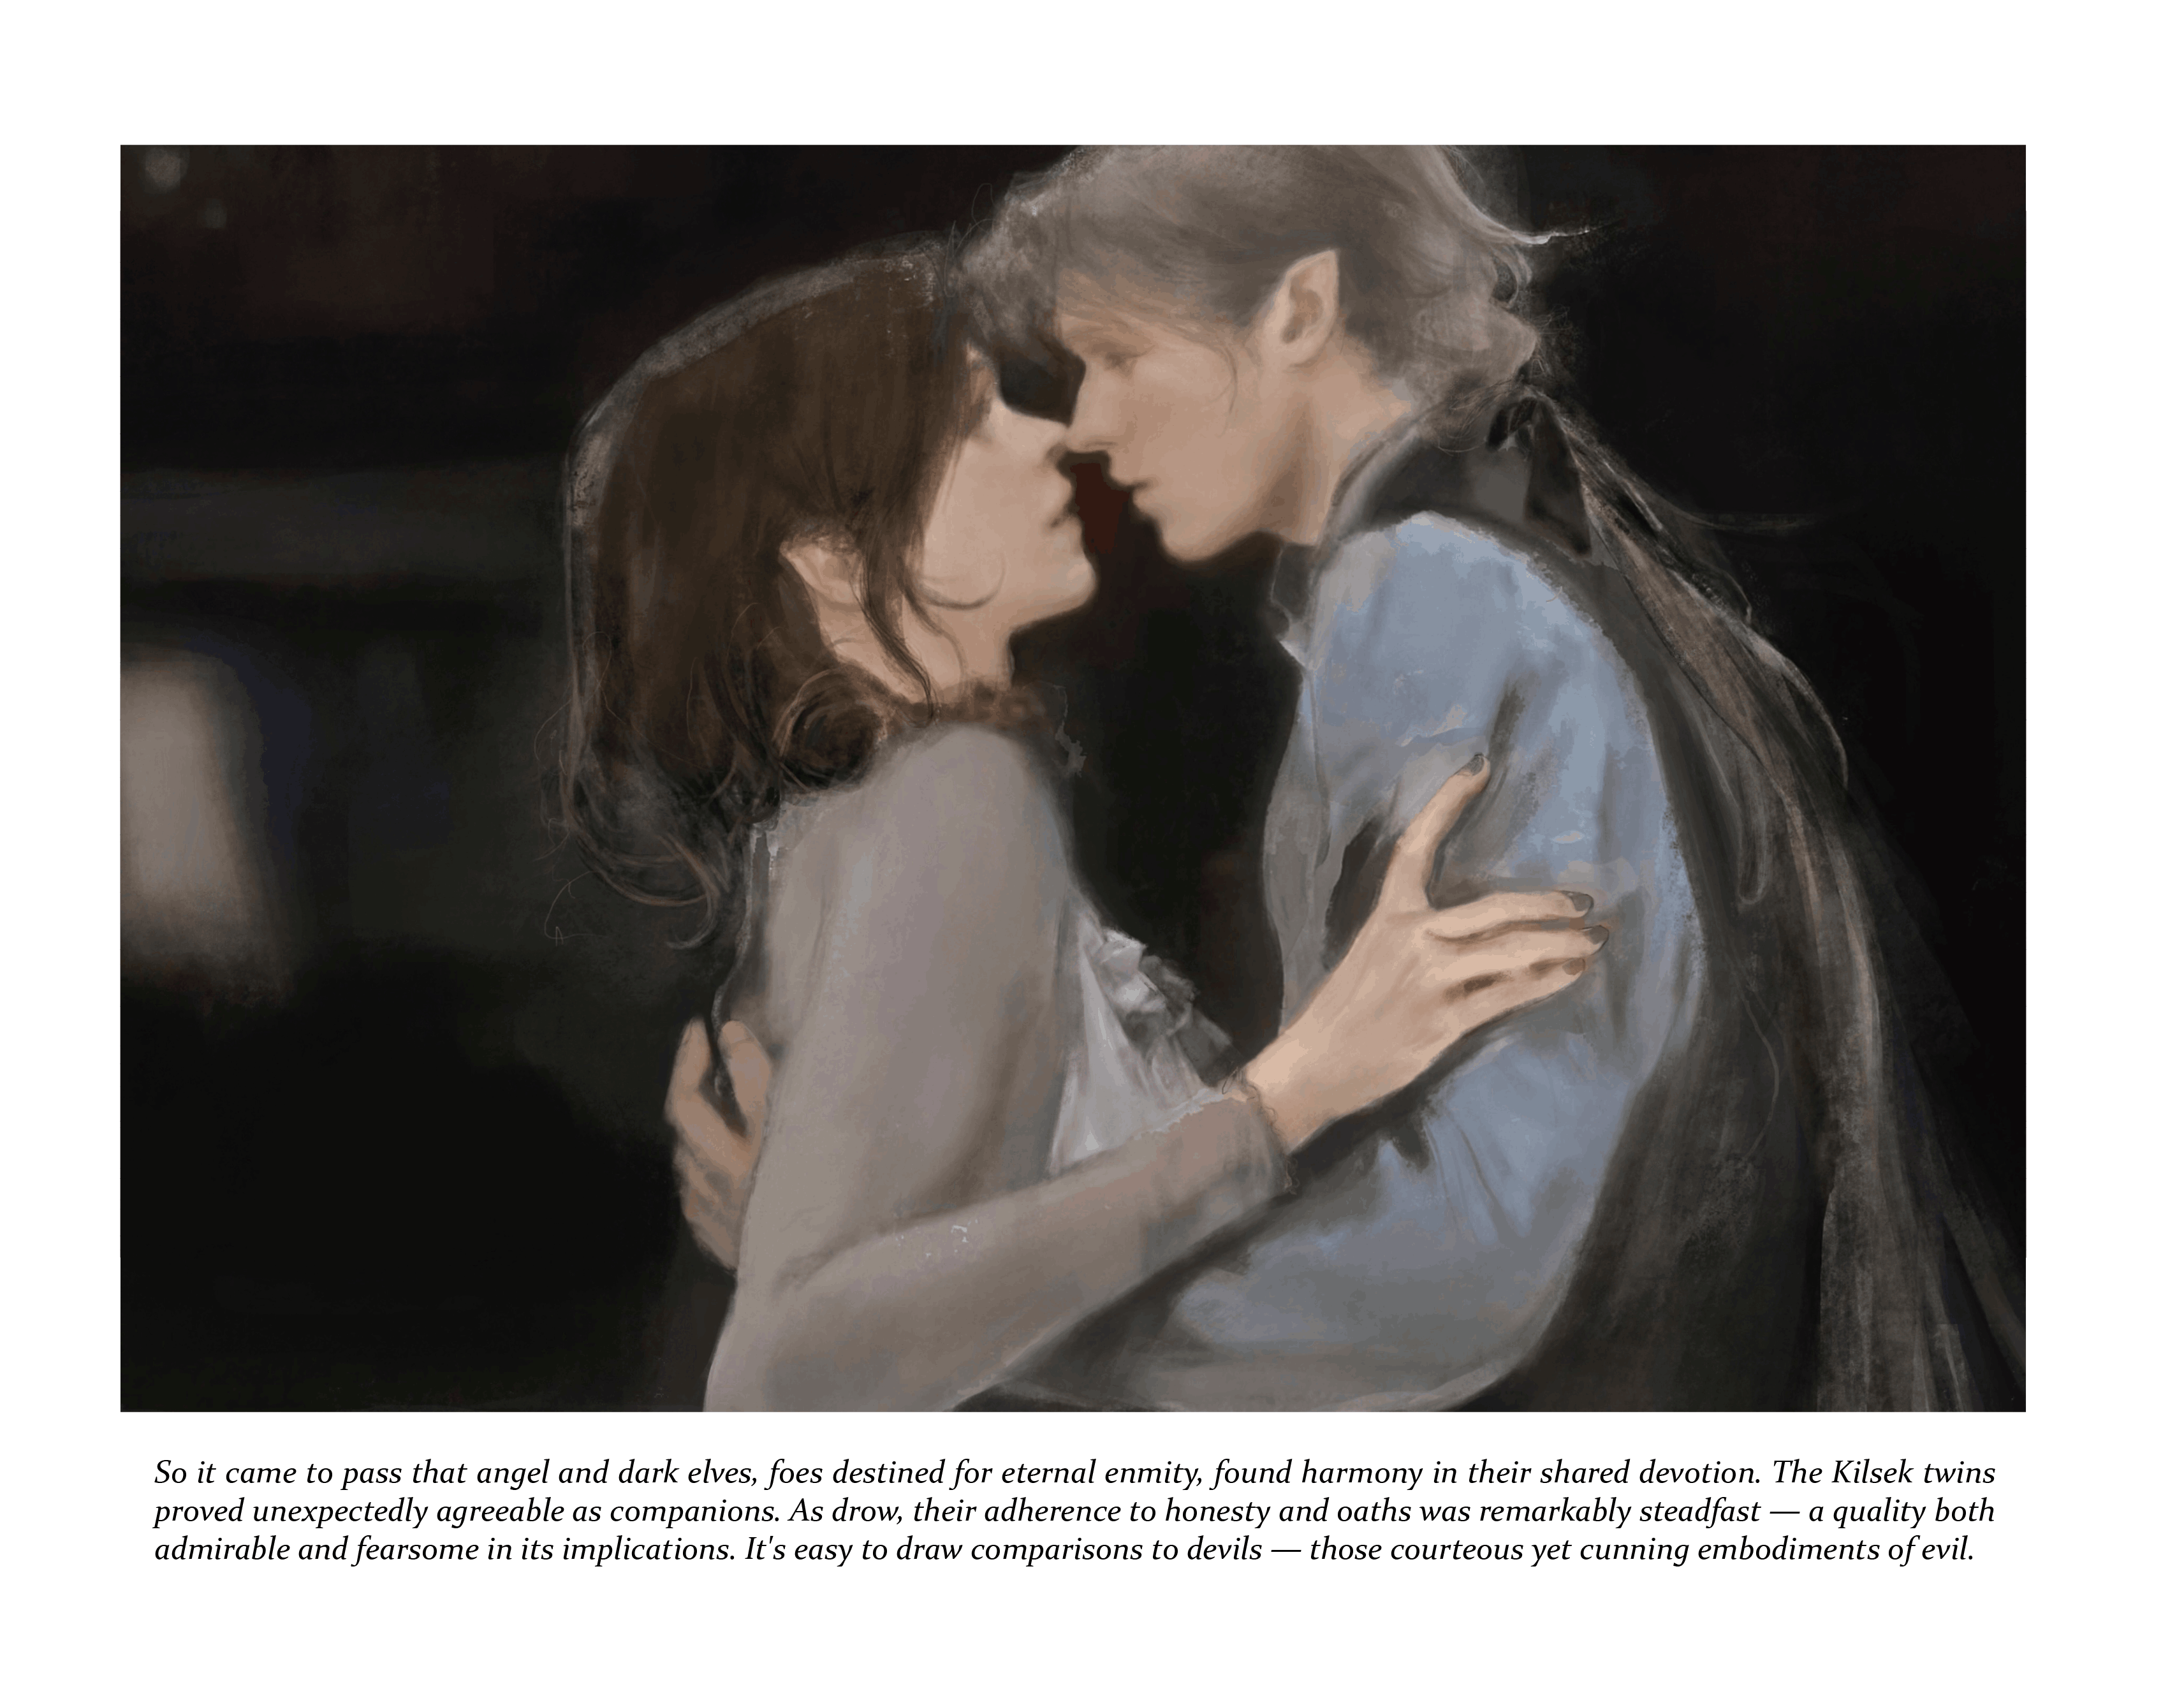 So it came to pass that angel and dark elves, foes destined for eternal enmity, found harmony in their shared devotion. The Kilsek twins
proved unexpectedly agreeable as companions. As drow, their adherence to honesty and oaths was remarkably steadfast — a quality both
admirable and fearsome in its implications. It's easy to draw comparisons to devils — those courteous yet cunning embodiments of evil.